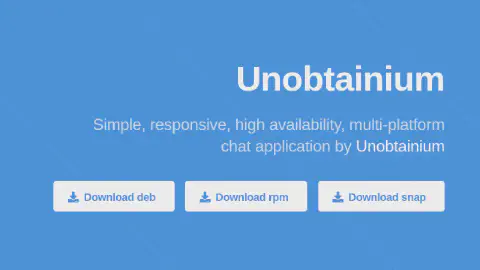 Unobtainium
Simple, responsive, high availability, multi-platform
chat application by Unobtainium
Download deb
Download rpm
Download snap